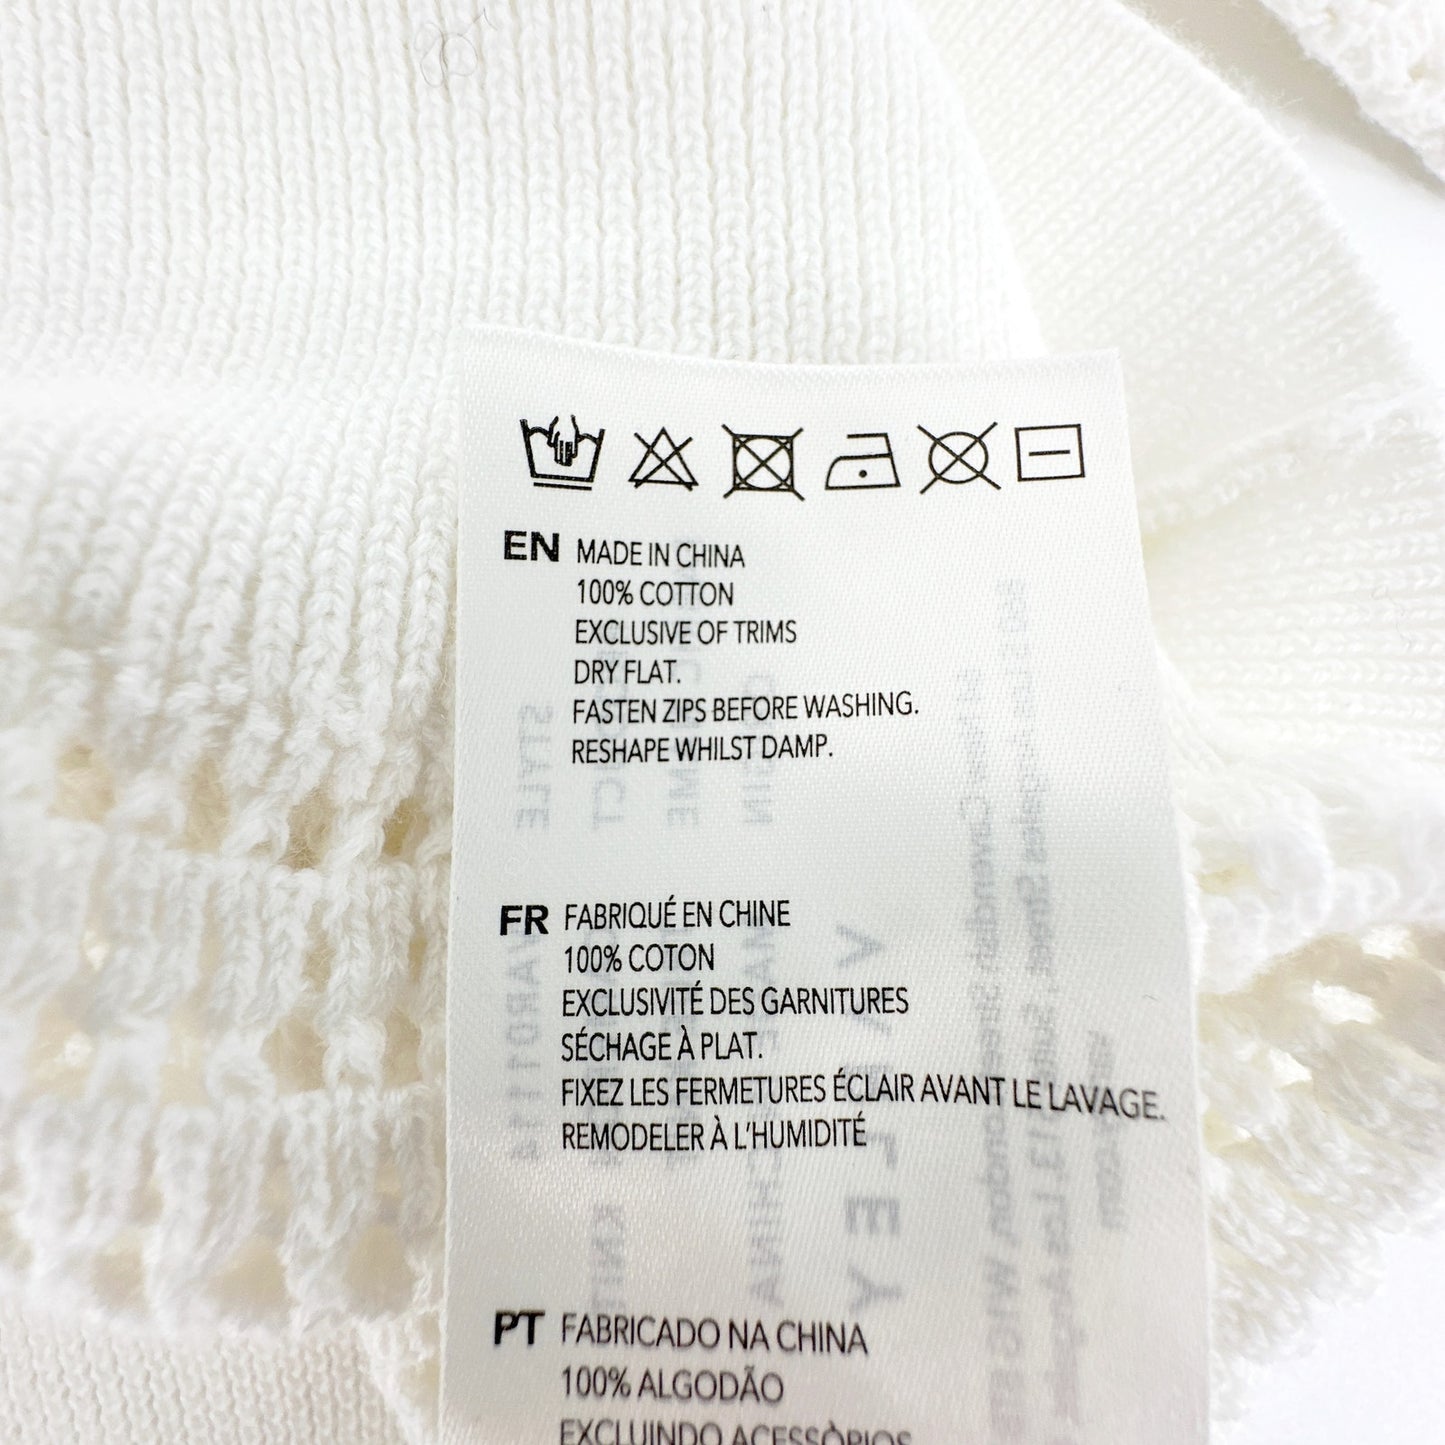 EN MADE IN CHINA
100% COTTON
EXCLUSIVE OF TRIMS
DRY FLAT.
FASTEN ZIPS BEFORE WASHING.
RESHAPE WHILST DAMP.
FR FABRIQUÉ EN CHINE
100% COTON
EXCLUSIVITÉ DES GARNITURES
SÉCHAGE À PLAT.
FIXEZ LES FERMETURES ÉCLAIR AVANT LE LAVAGE.
REMODELER À L'HUMIDITÉ
PT FABRICADO NA CHINA
100% ALGODÃO
EXCLUINDO ACESSÒRIOS